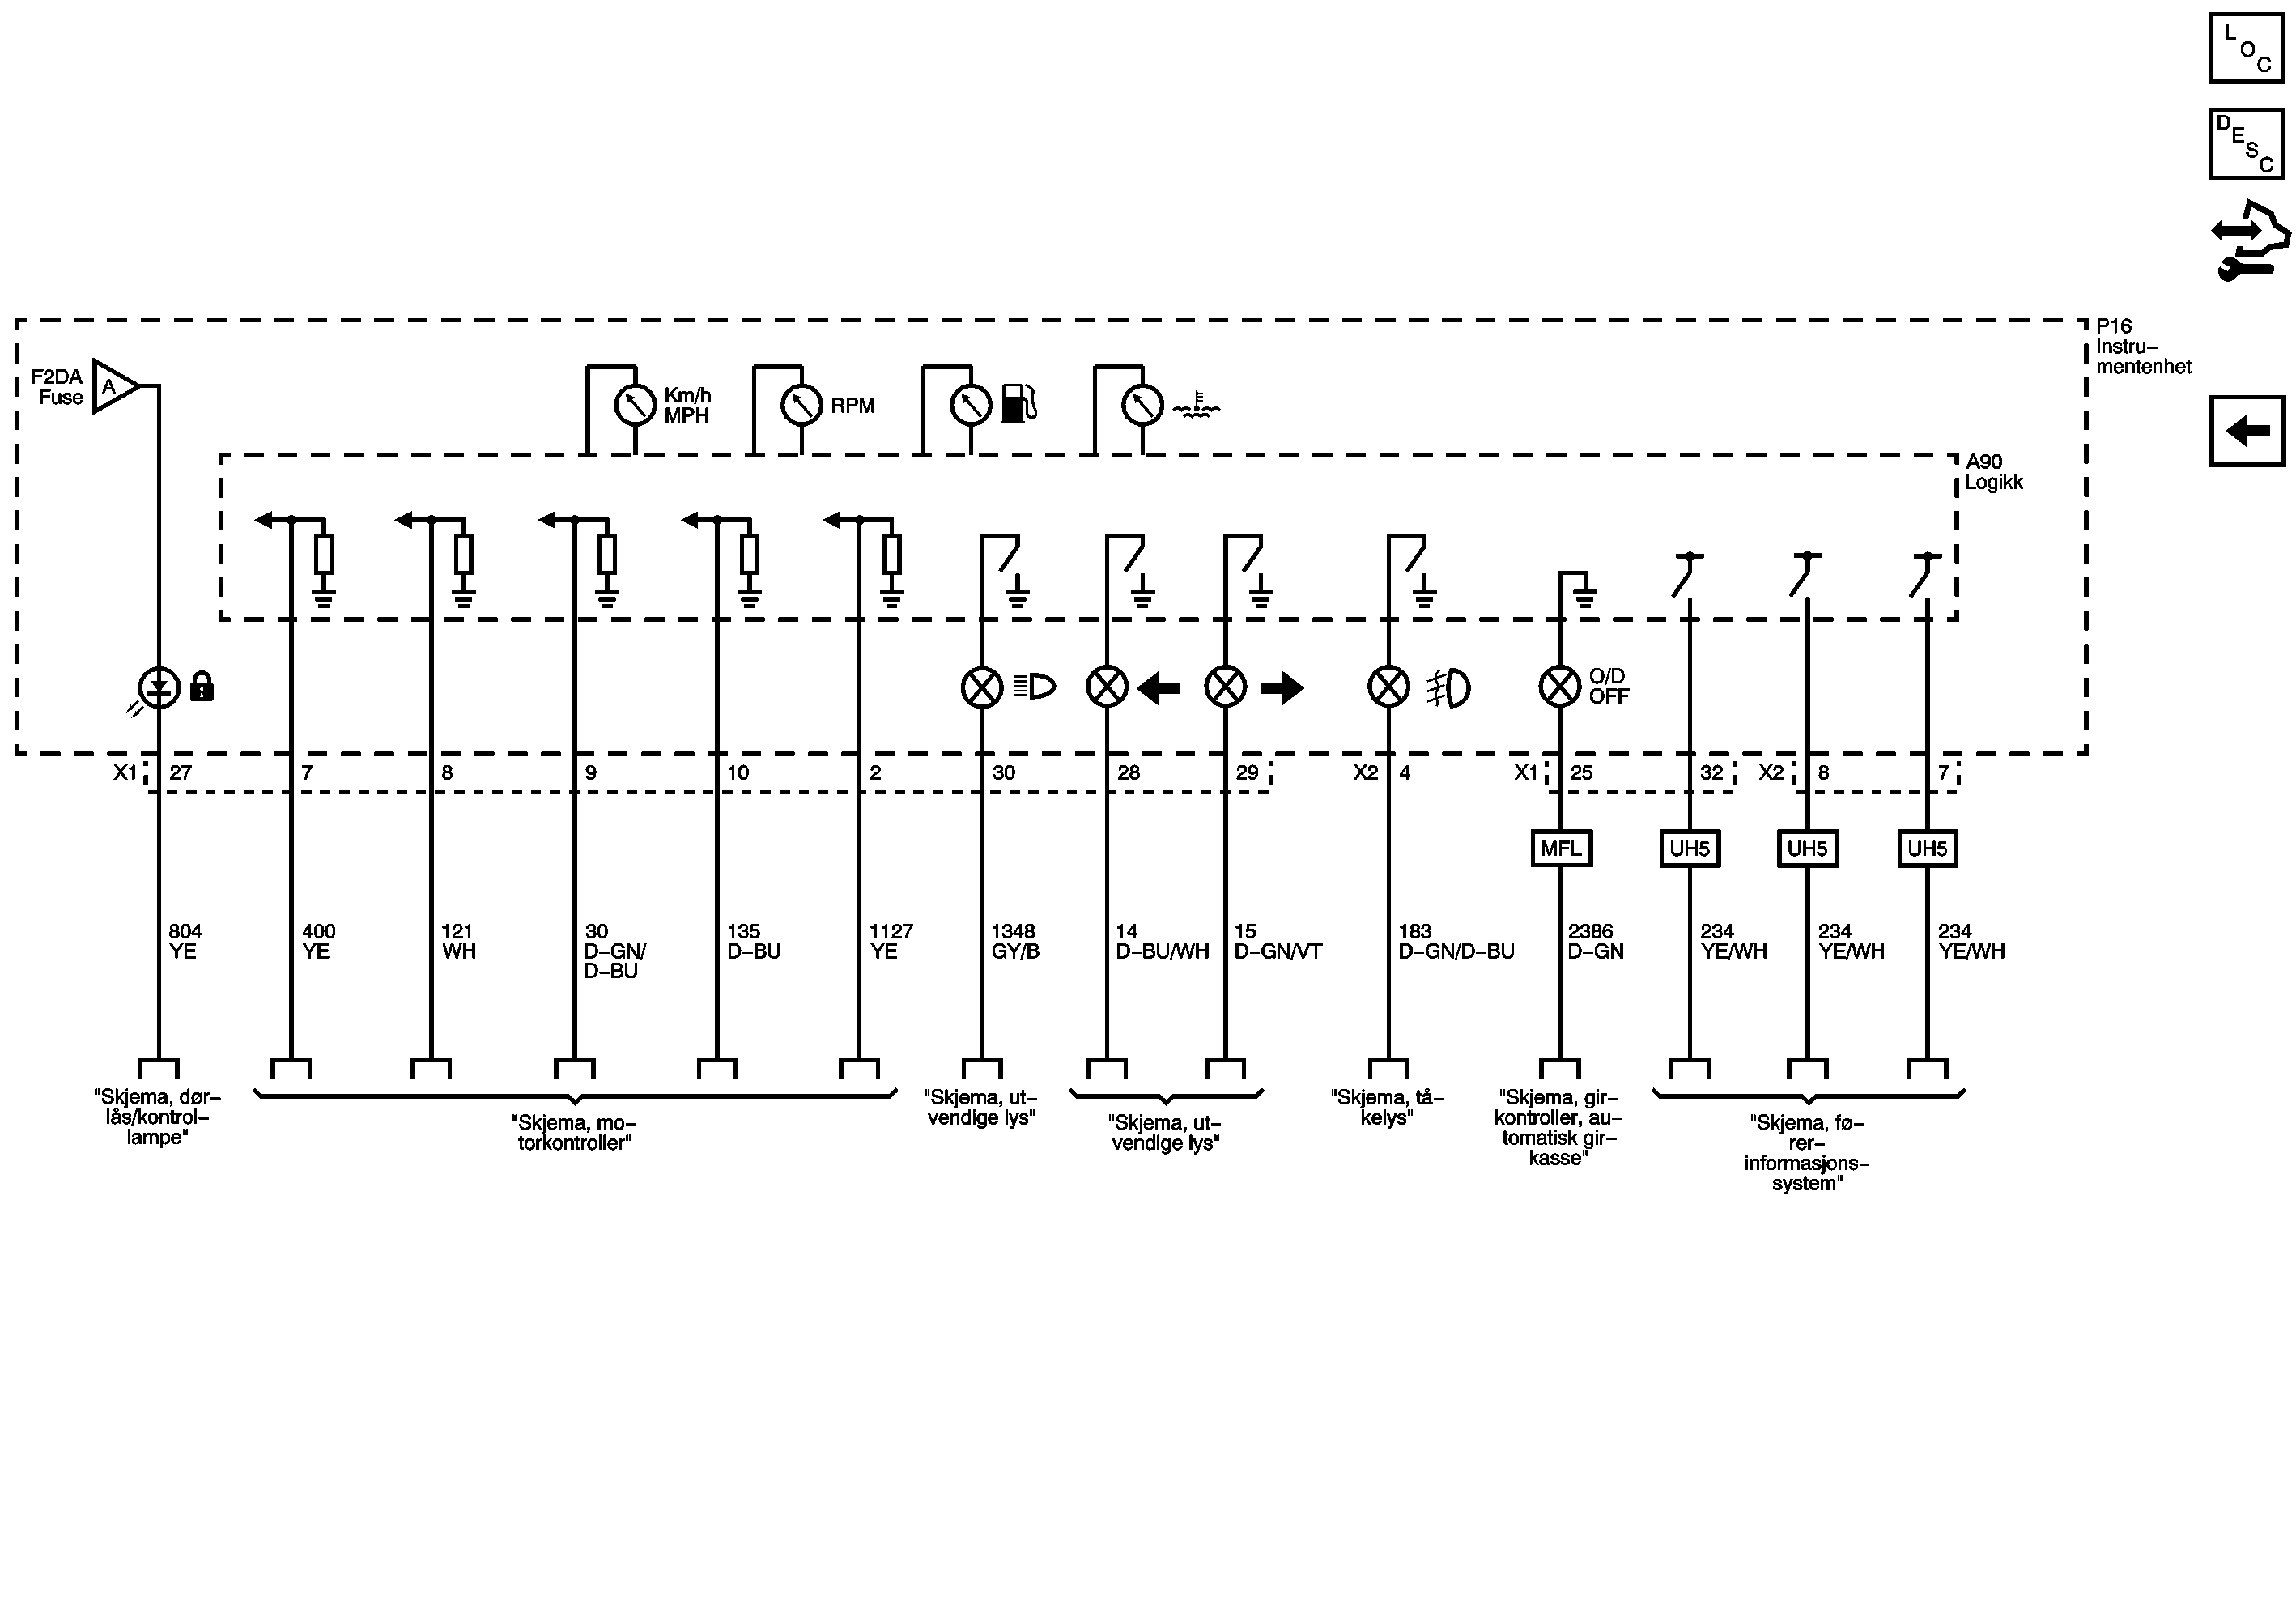 L
O
C
D
E
S
C
P16
Instru–
mentenhet
F2DA
Fuse
A
Km/h
MPH
RPM
A90
Logikk
O/D
OFF
X1 27 7 8 9 10 2 30 28 29 X2 4 X1 25 32 X2 8 7
MFL UH5 UH5 UH5
804
YE
400
YE
121
WH
30
D–GN/
D–BU
135
D–BU
1127
YE
1348
GY/B
14
D–BU/WH
15
D–GN/VT
183
D–GN/D–BU
2386
D–GN
234
YE/WH
234
YE/WH
234
YE/WH
"Skjema, dør–
lås/kontrol–
lampe"
"Skjema, mo–
torkontroller"
"Skjema, ut–
vendige lys"
"Skjema, ut–
vendige lys"
"Skjema, tå–
kelys"
"Skjema, gir–
kontroller, au–
tomatisk gir–
kasse"
"Skjema, fø–
rer–
informasjons–
system"